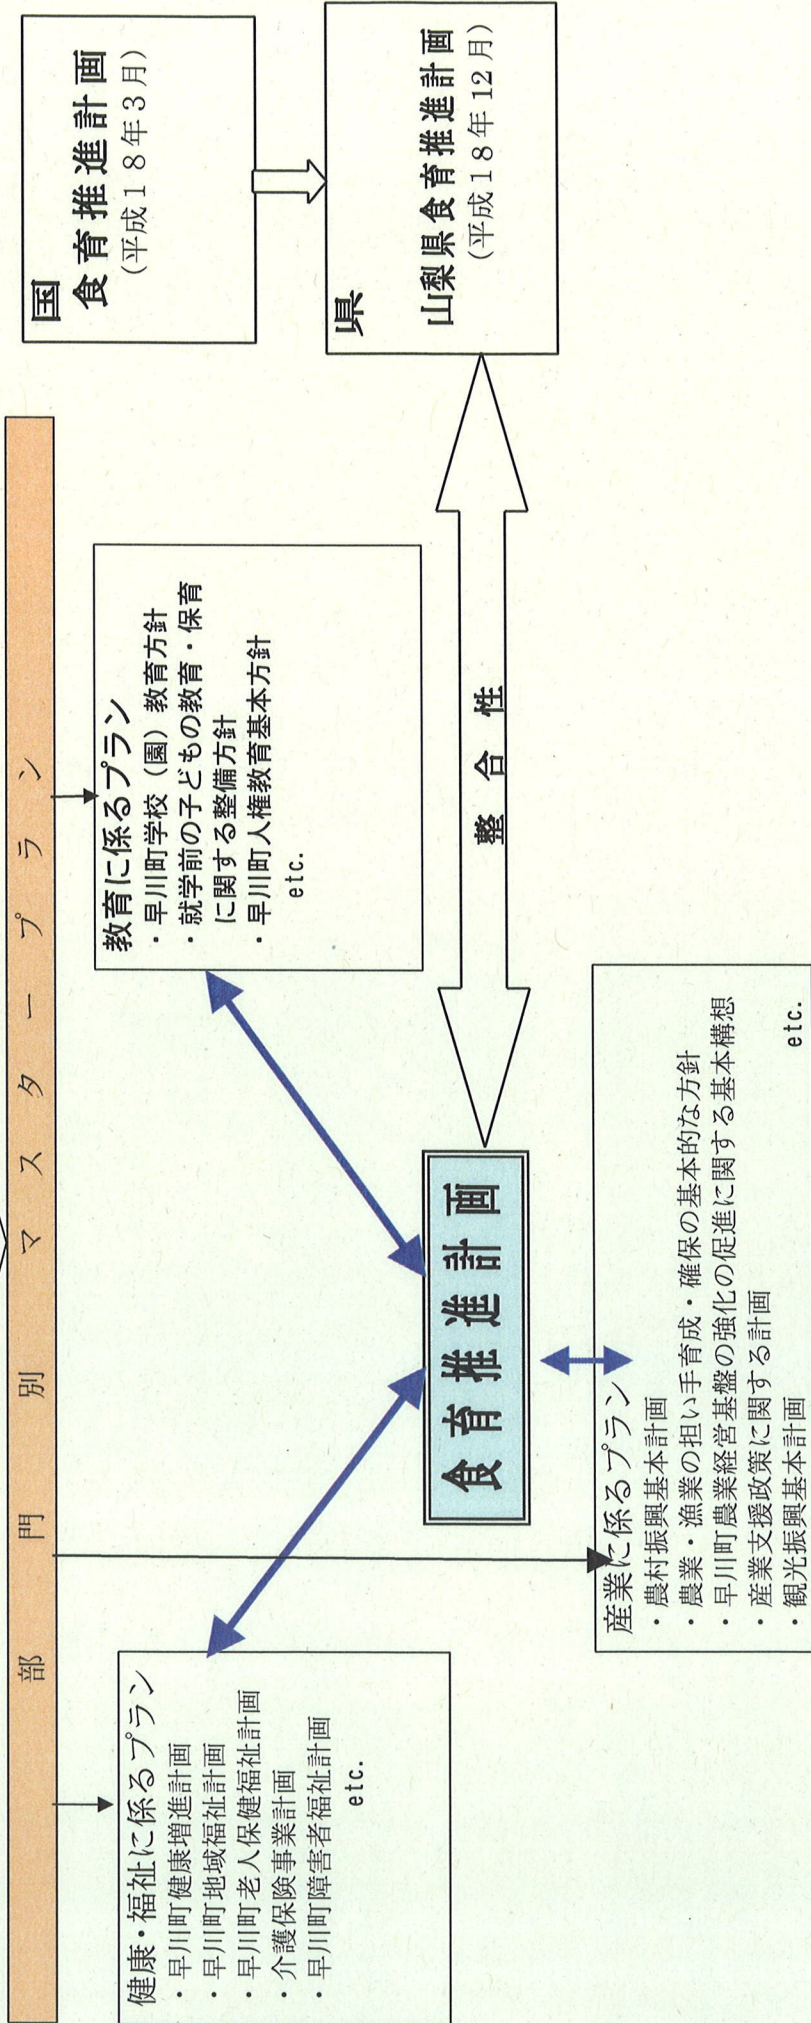 部門別マスタープラン
健康・福祉に係るプラン
・早川町健康増進計画
・早川町地域福祉計画
・早川町老人保健福祉計画
・介護保険事業計画
・早川町障害者福祉計画
etc.
教育に係るプラン
・早川町学校（園）教育方針
・就学前の子どもの教育・保育
に関する整備方針
・早川町人権教育基本方針
etc.
国
食育推進計画
（平成１８年３月）
県
山梨県食育推進計画
（平成１８年12月）
食育推進計画
整合性
産業に係るプラン
・農村振興基本計画
・農業・漁業の担い手育成・確保の基本的な方針
・早川町農業経営基盤の強化の促進に関する基本構想
・産業支援政策に関する計画
・観光振興基本計画
etc.